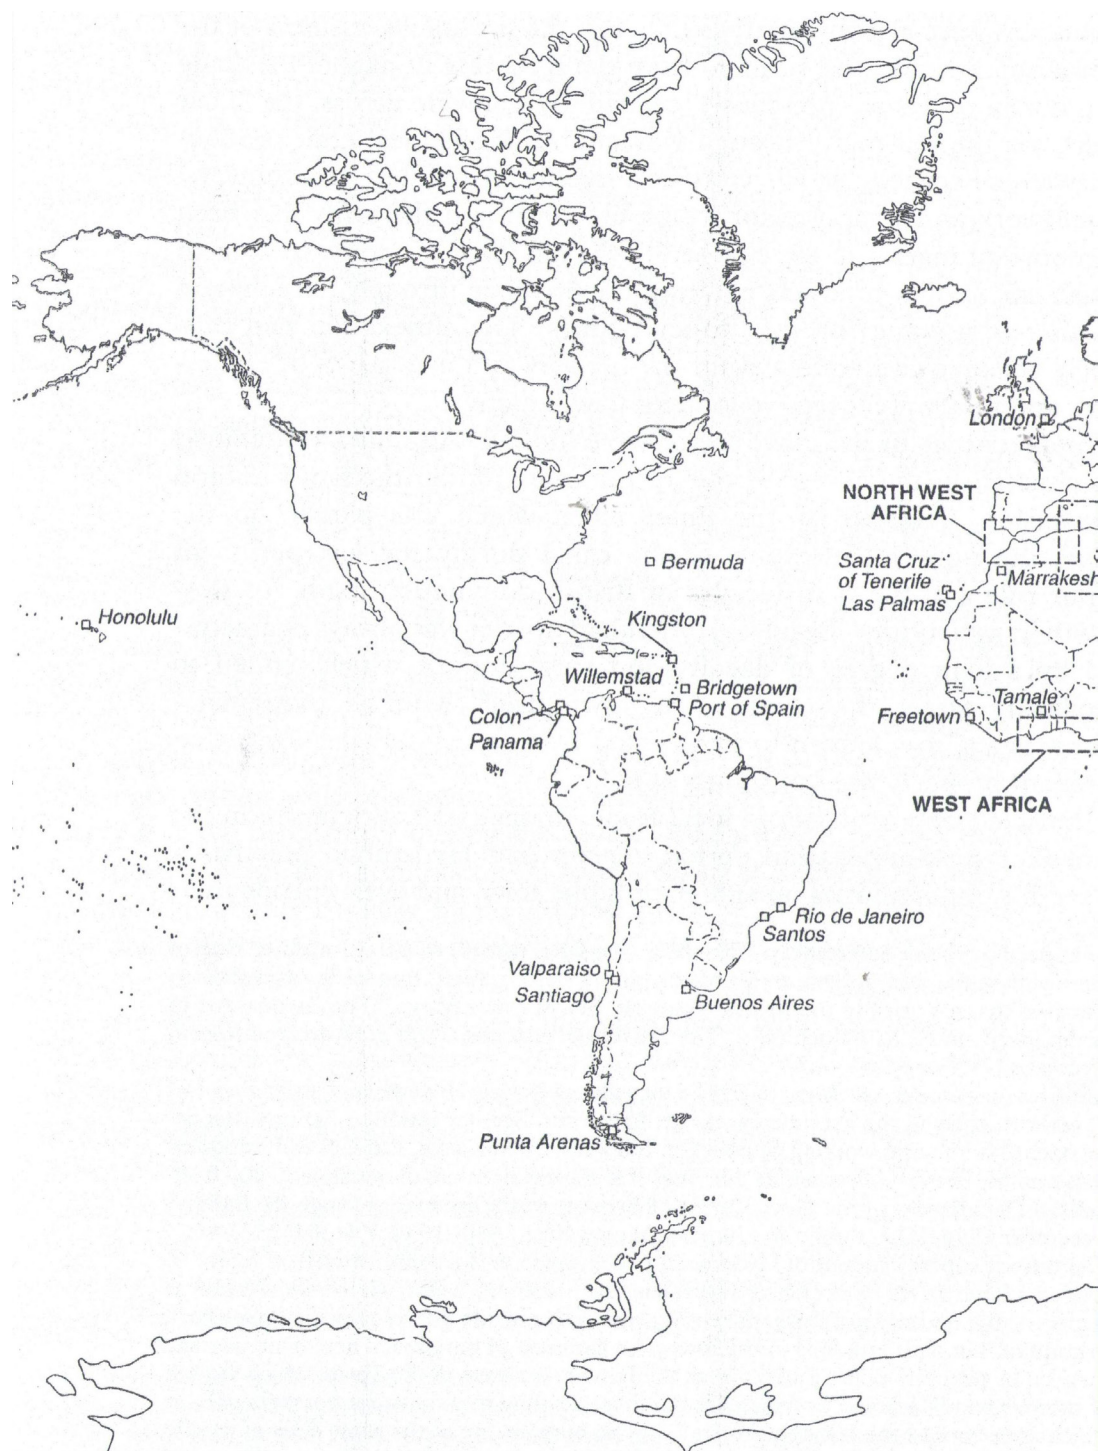 London
NORTH WEST
AFRICA
Bermuda
Santa Cruz
of Tenerife
Las Palmas
Marrakesh
Honolulu
Kingston
Willemstad
Bridgetown
Port of Spain
Colon
Panama
Freetown
Tamale
WEST AFRICA
Rio de Janeiro
Santos
Valparaiso
Santiago
Buenos Aires
Punta Arenas